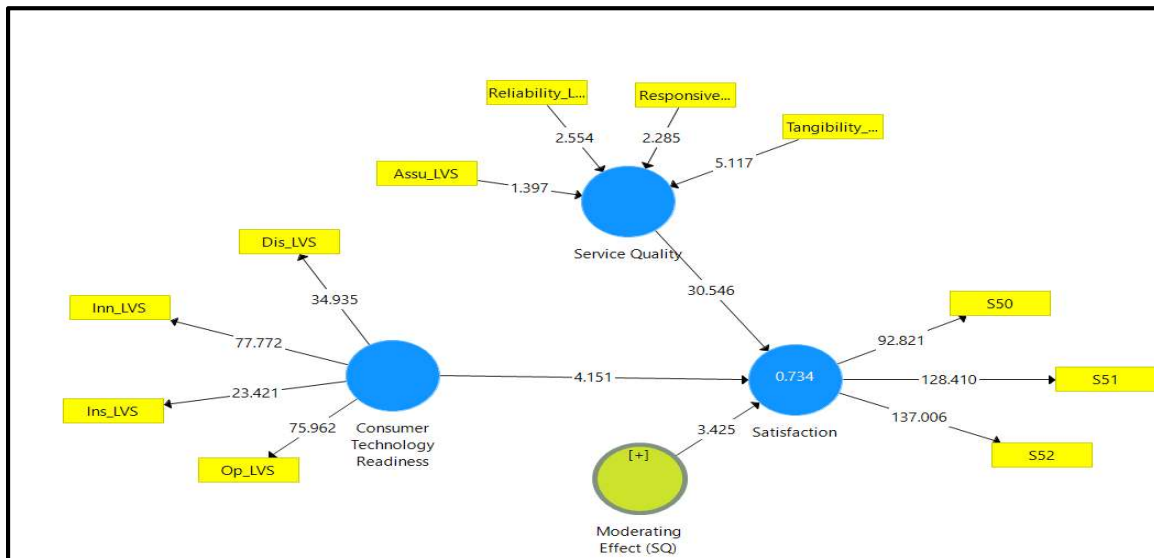 Reliability_L...
Responsive...
Tangibility_...
2.554
2.285
5.117
Assu_LVS
1.397
Service Quality
Dis_LVS
34.935
30.546
Inn_LVS
77.772
S50
92.821
0.734
4.151
128.410
S51
Ins_LVS
23.421
137.006
75.962
Consumer
Technology
Readiness
3.425
Satisfaction
S52
Op_LVS
[+]
Moderating
Effect (SQ)